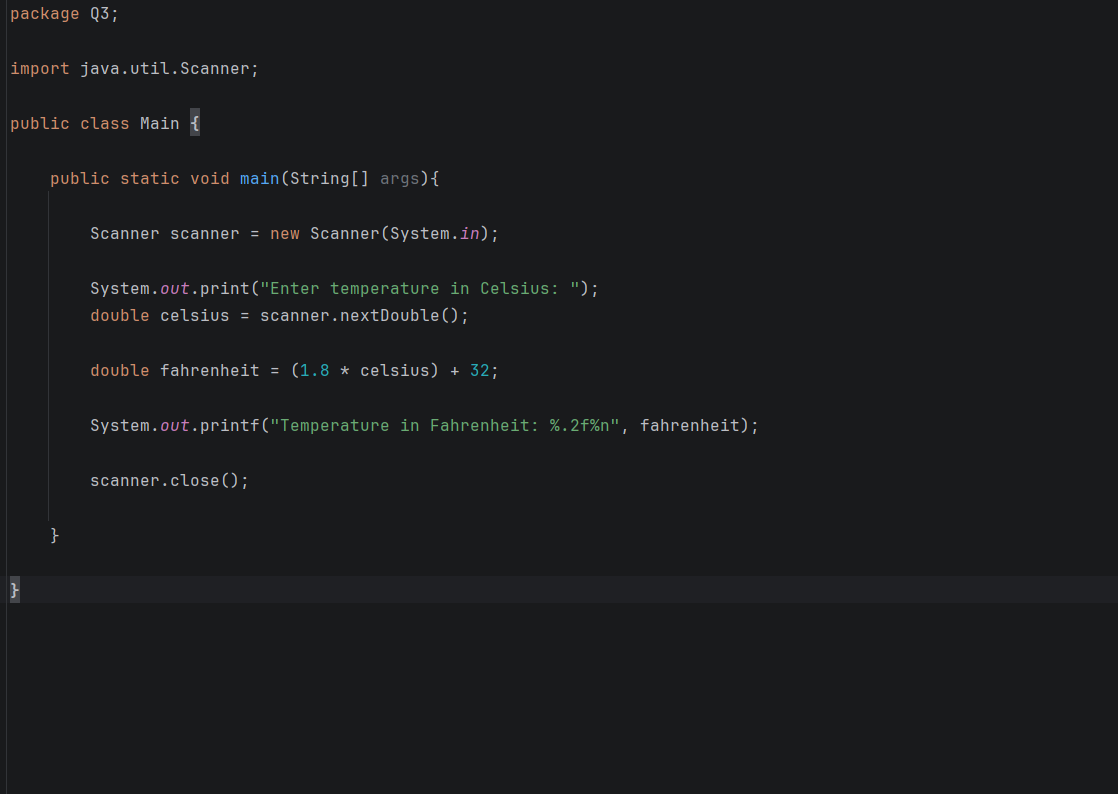 package Q3;
import java.util.Scanner;
public class Main {
public static void main(String[] args){
Scanner scanner = new Scanner(System.in);
System.out.print("Enter temperature in Celsius: ");
double celsius = scanner.nextDouble();
double fahrenheit = (1.8 * celsius) + 32;
System.out.printf("Temperature in Fahrenheit: %.2f%n", fahrenheit);
scanner.close();
}
}